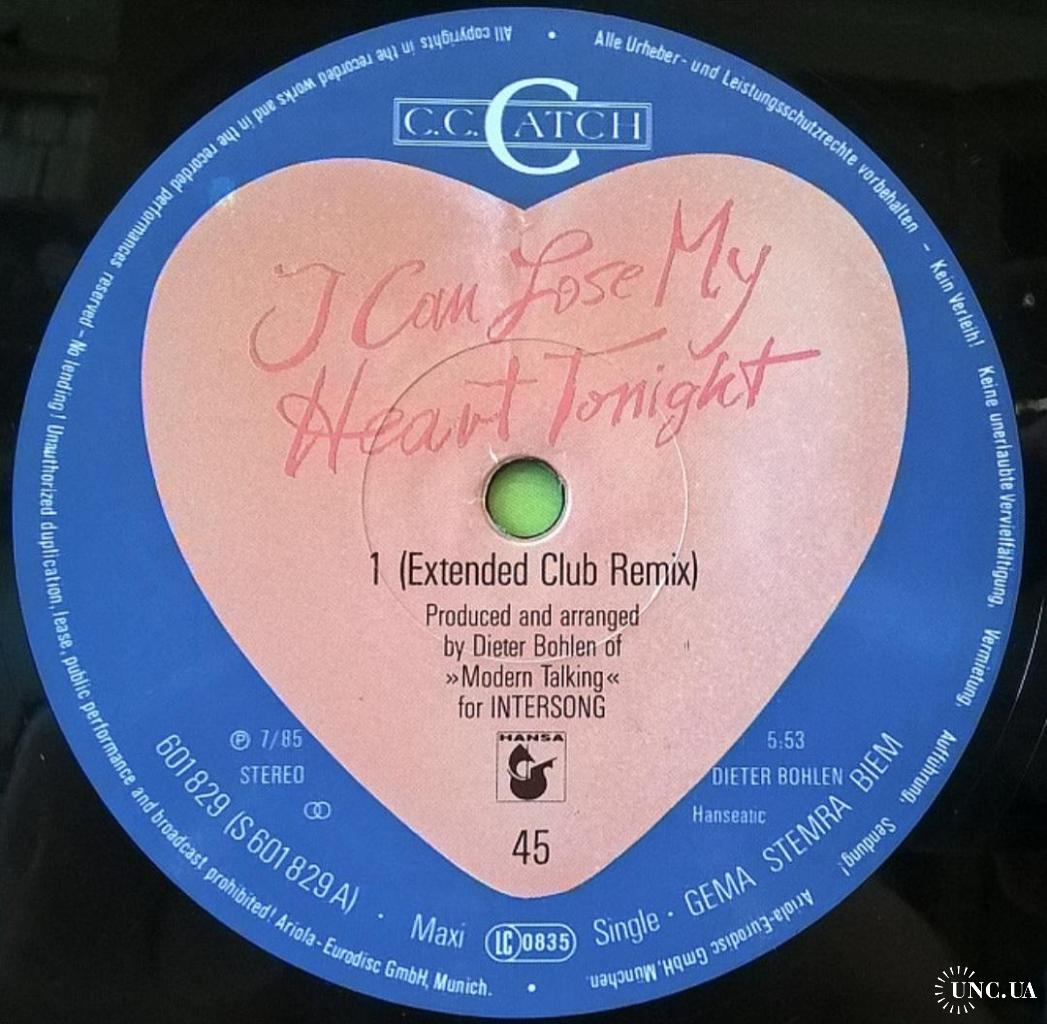 Alle Urheber- und Leistungsschutzrechte vorbehalten – Kein Verleih! Keine unerlaubte Vervielfältigung, Vermietung, Aufführung, Sendung! Ariola-Eurodisc GmbH, München.
All copyrights in the recorded works and in the recorded performances reserved – No lending! Unauthorized duplication, lease, public performance and broadcast prohibited! Ariola-Eurodisc GmbH, Munich.
C.C. CATCH
I Can Lose My
Heart Tonight
1 (Extended Club Remix)
Produced and arranged
by Dieter Bohlen of
»Modern Talking«
for INTERSONG
Ⓟ 7/85
STEREO
5:53
DIETER BOHLEN
Hanseatic
HANSA
45
601 829 (S 601 829 A) · Maxi LC 0835 Single · GEMA STEMRA BIEM
UNC.UA